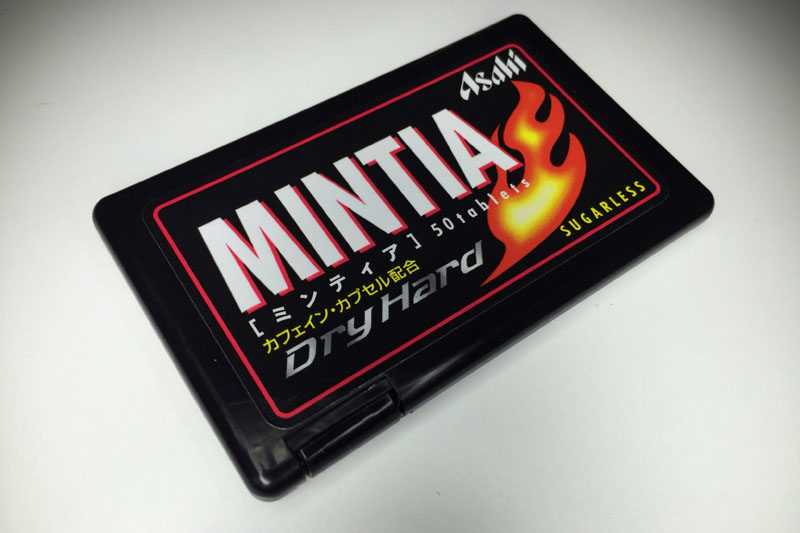 Asahi
MINTIA
[ミンティア] 50tablets
カフェイン・カプセル配合
Dry Hard
SUGARLESS